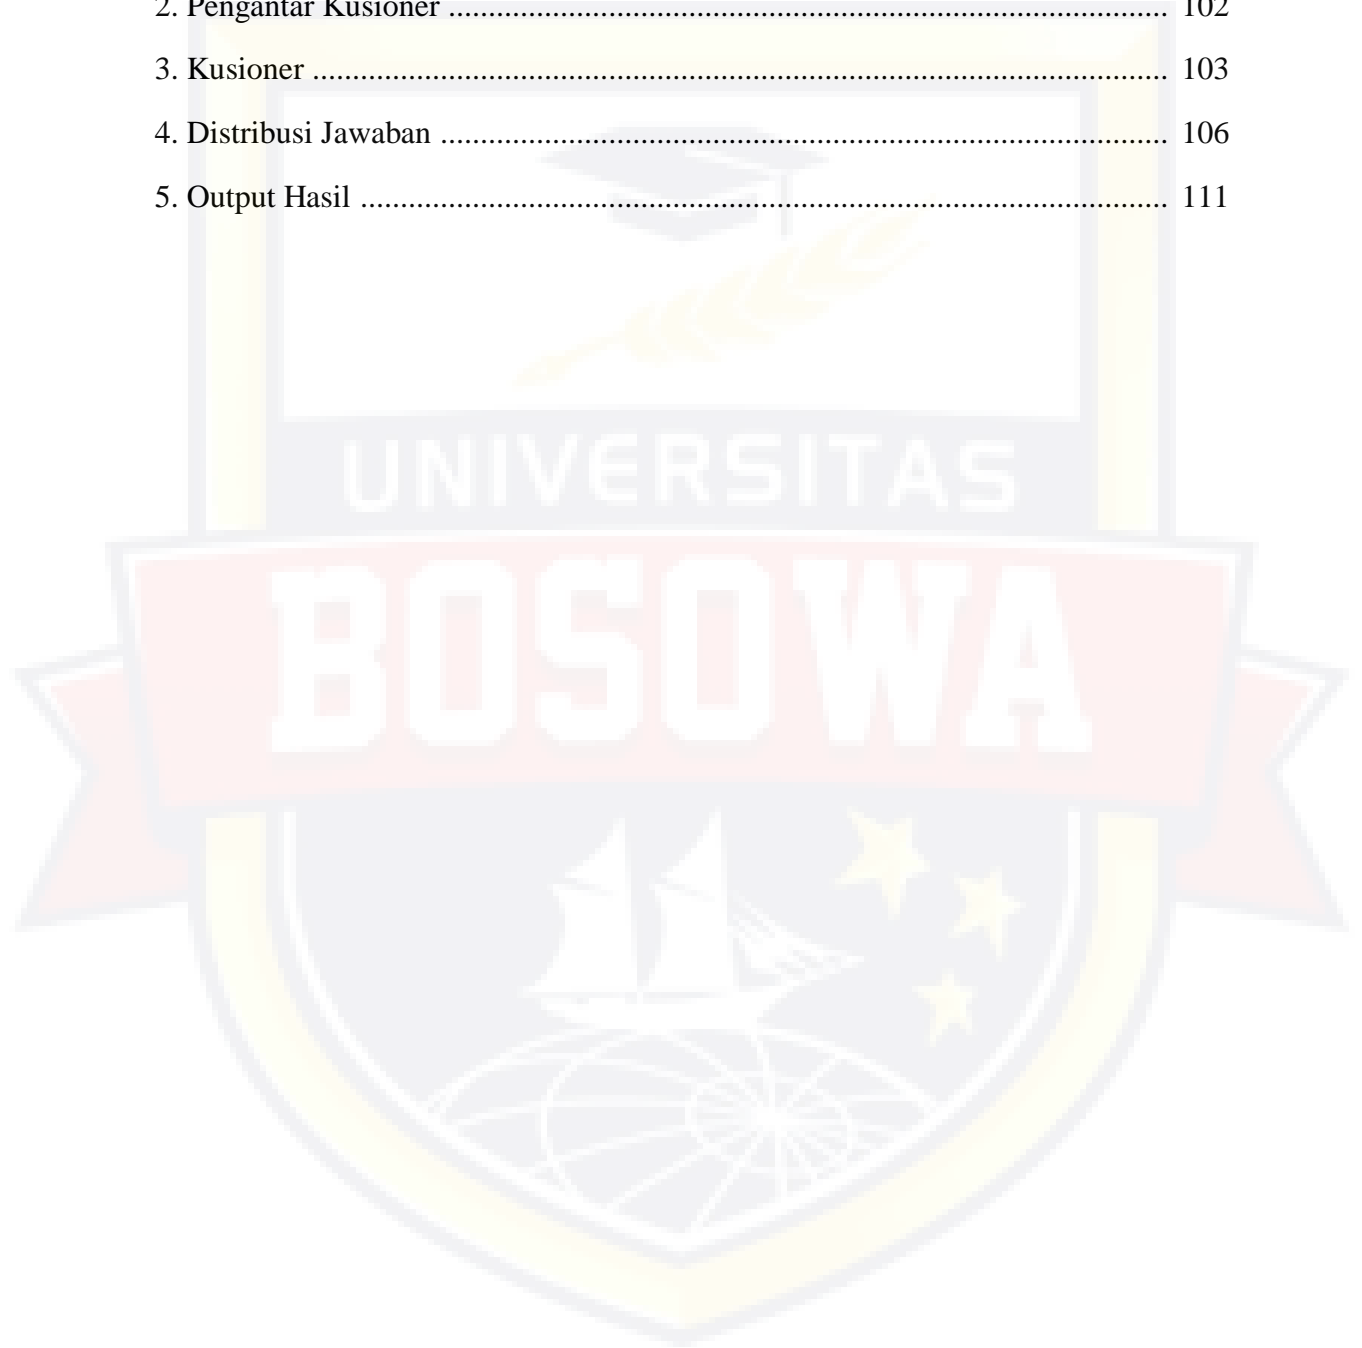 2. Pengantar Kusioner .......................................................................................... 102
3. Kusioner ........................................................................................................... 103
4. Distribusi Jawaban ........................................................................................... 106
5. Output Hasil ..................................................................................................... 111
UNIVERSITAS
BOSOWA